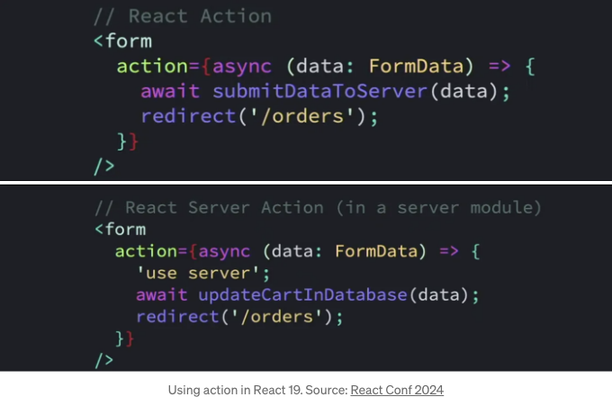 // React Action
<form
action={async (data: FormData) => {
await submitDataToServer(data);
redirect('/orders');
}}
/>
// React Server Action (in a server module)
<form
action={async (data: FormData) => {
'use server';
await updateCartInDatabase(data);
redirect('/orders');
}}
/>
Using action in React 19. Source: React Conf 2024